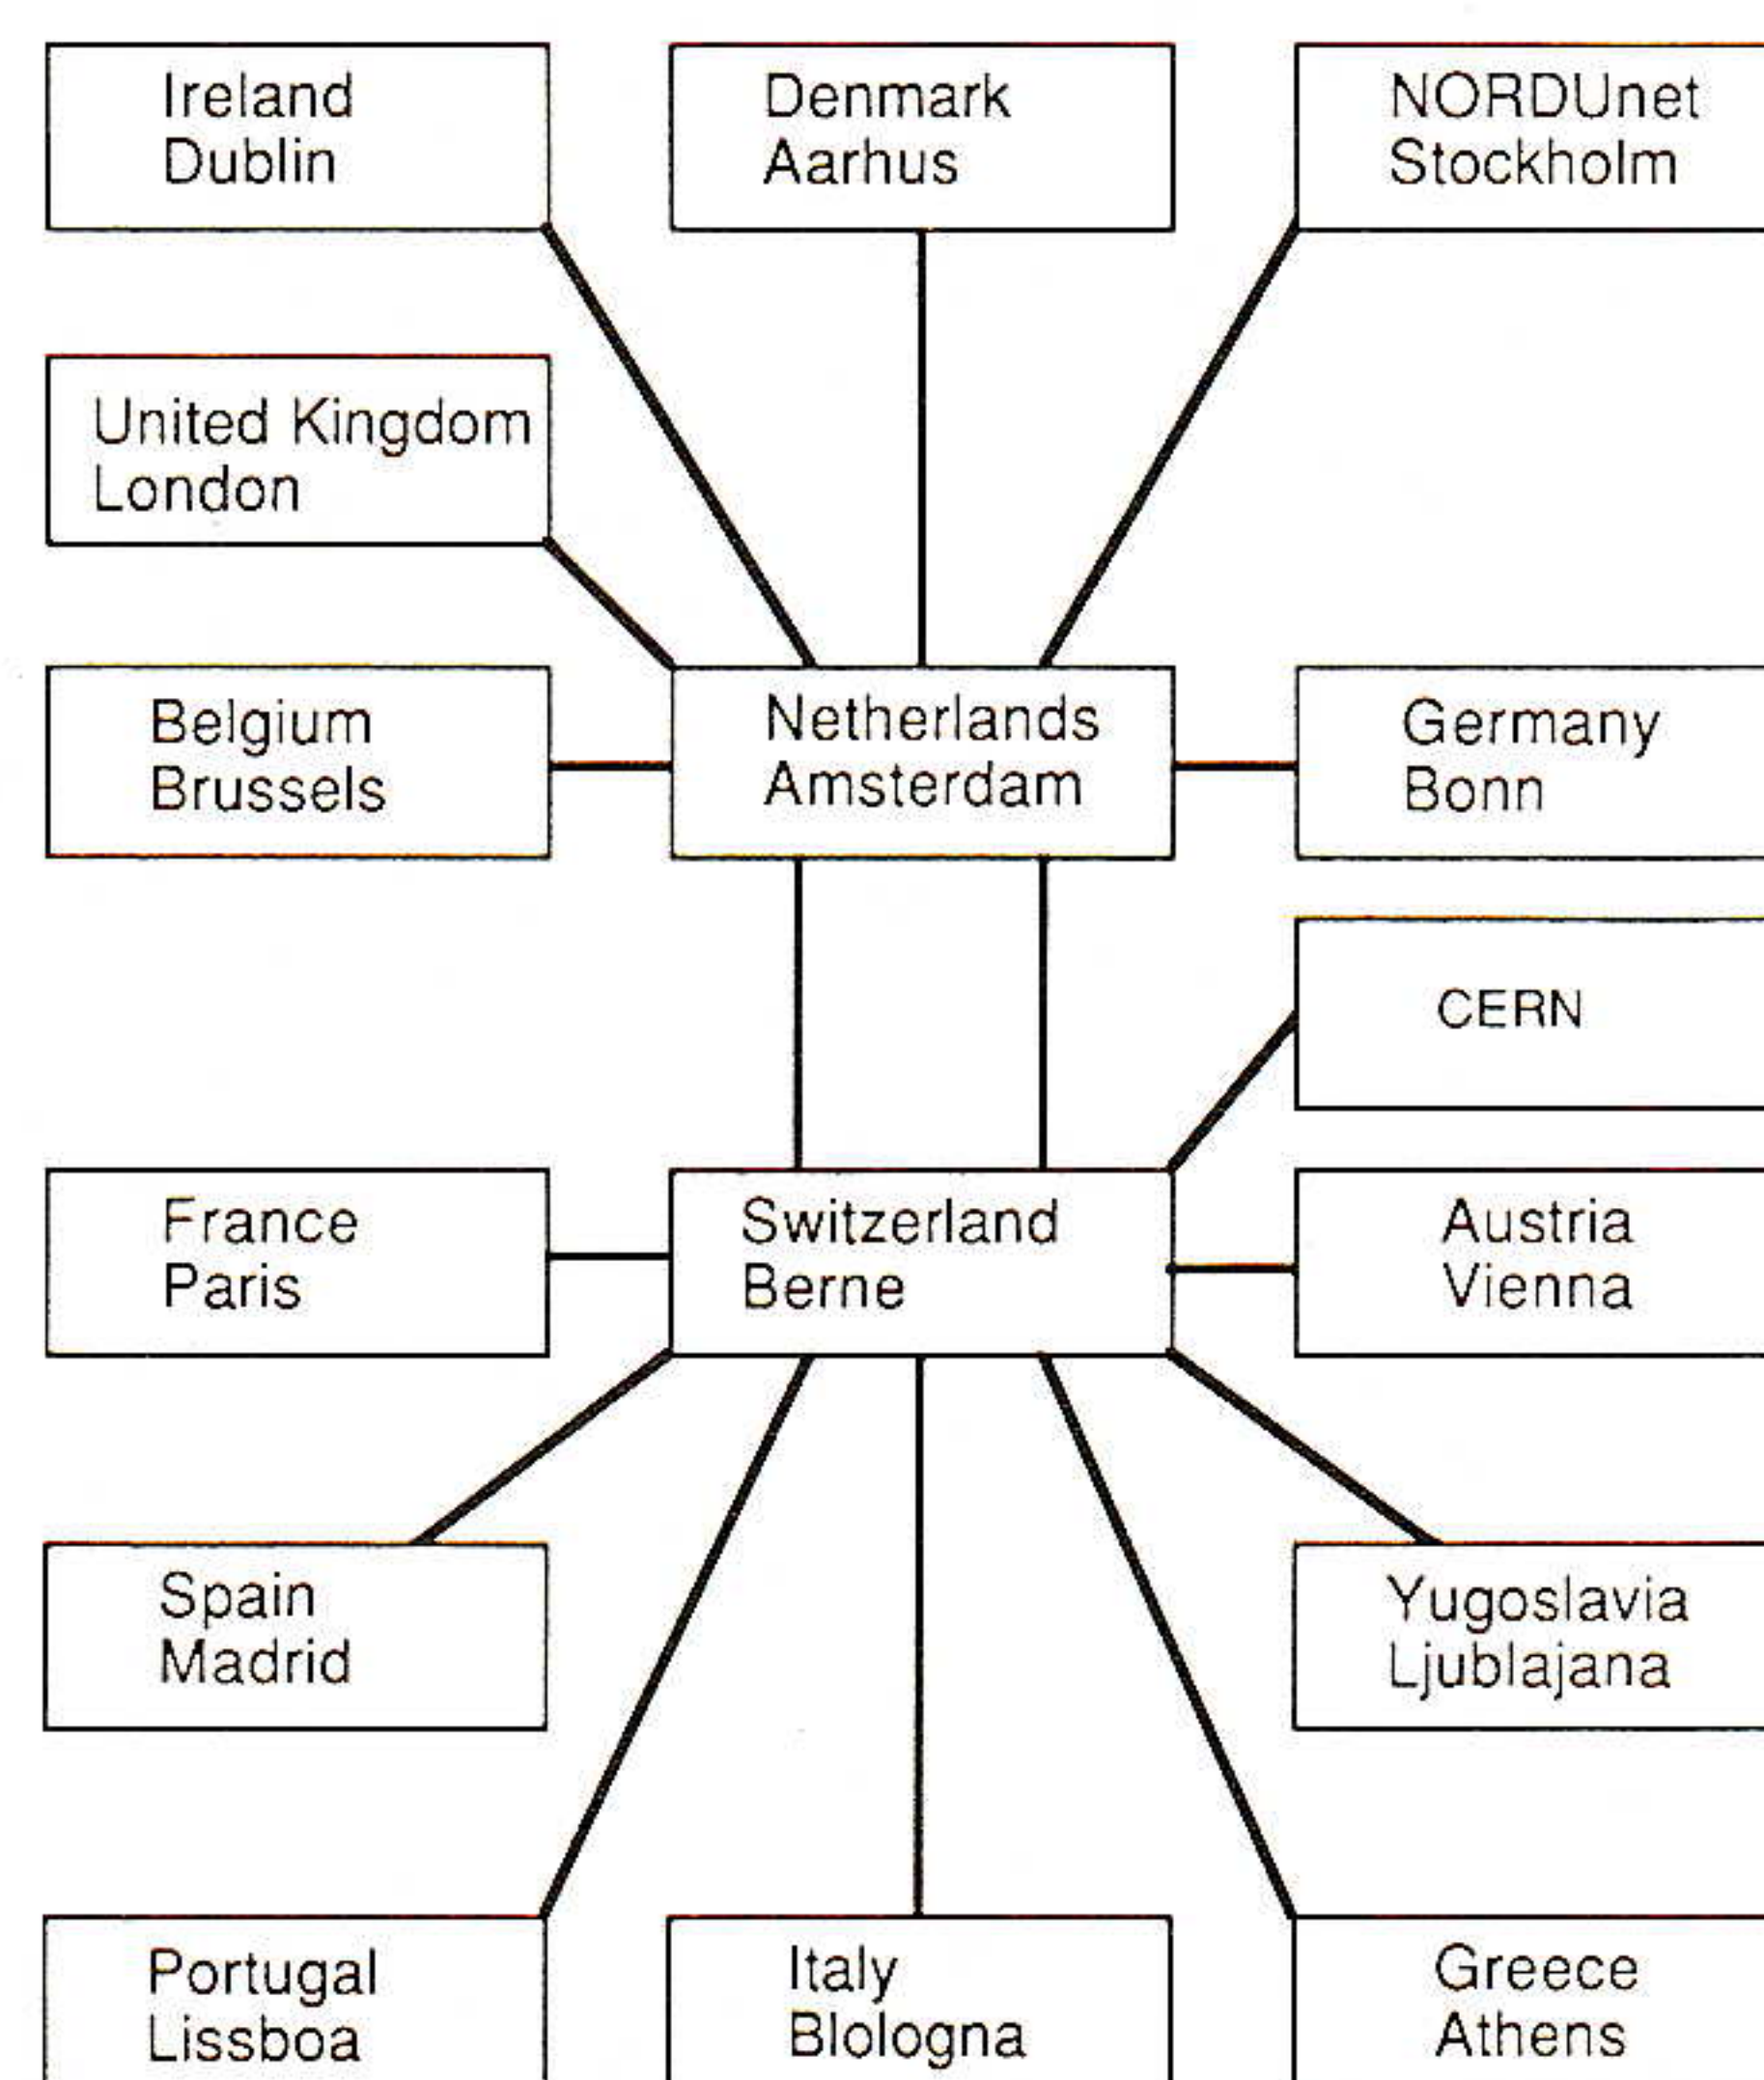 Ireland
Dublin
Denmark
Aarhus
NORDUnet
Stockholm
United Kingdom
London
Belgium
Brussels
Netherlands
Amsterdam
Germany
Bonn
CERN
France
Paris
Switzerland
Berne
Austria
Vienna
Spain
Madrid
Yugoslavia
Ljublajana
Portugal
Lissboa
Italy
Blologna
Greece
Athens